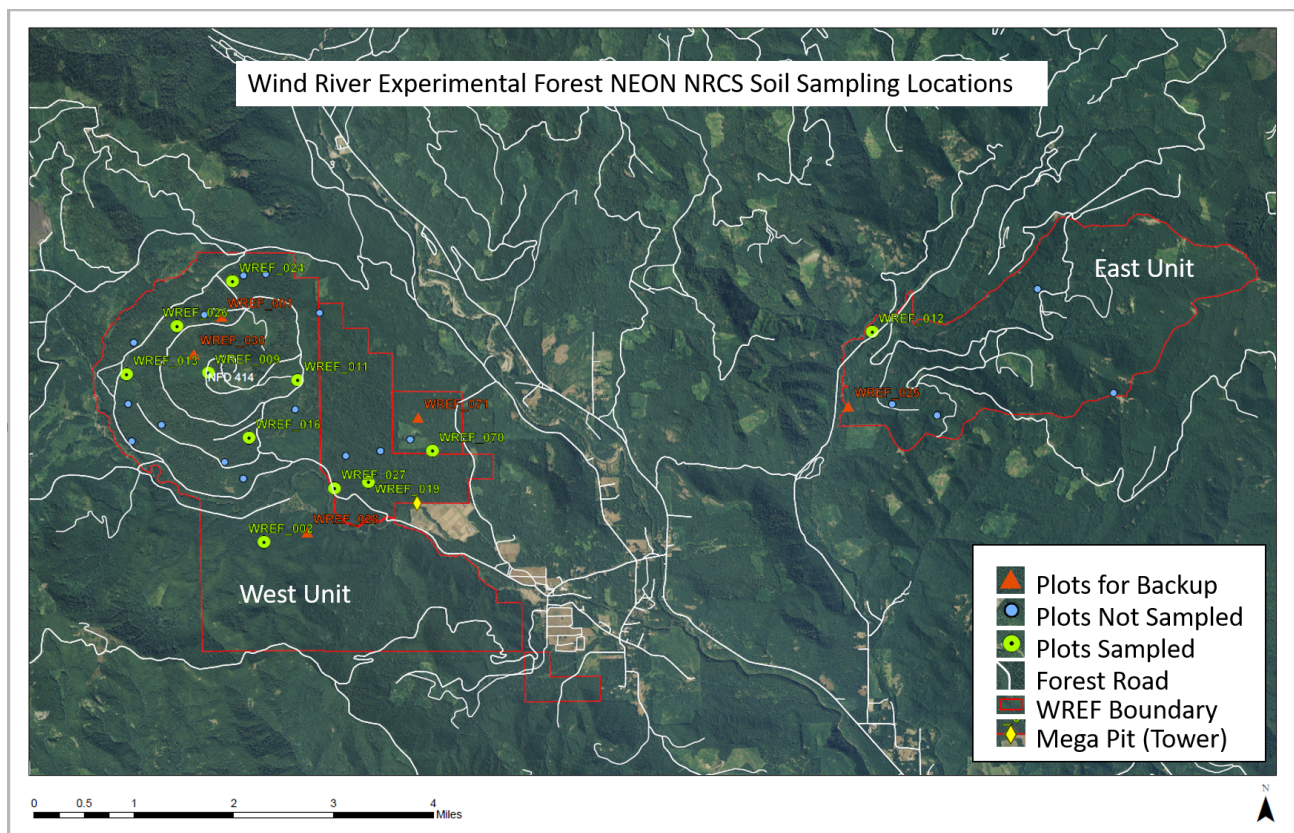 Wind River Experimental Forest NEON NRCS Soil Sampling Locations
East Unit
WREF_024
WREF_026
WREF_012
WREF_030
WREF_013
WREF_009
WREF_011
NFD 414
WREF_025
WREF_071
WREF_016
WREF_070
WREF_027
WREF_019
WREF_002
West Unit
Plots for Backup
Plots Not Sampled
Plots Sampled
Forest Road
WREF Boundary
Mega Pit (Tower)
0 0.5 1 2 3 4
Miles
N